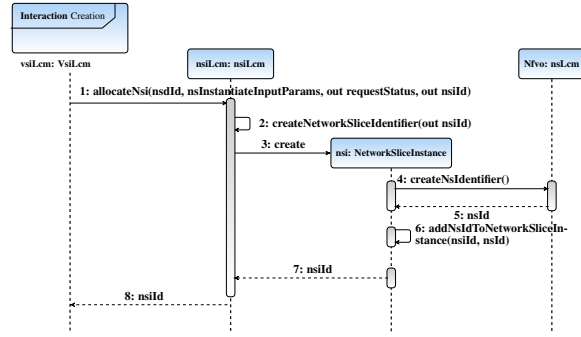 Interaction Creation
vsiLcm: VsiLcm
nsiLcm: nsiLcm
Nfvo: nsLcm
1: allocateNsi(nsdId, nsInstantiateInputParams, out requestStatus, out nsiId)
2: createNetworkSliceIdentifier(out nsiId)
3: create
nsi: NetworkSliceInstance
4: createNsIdentifier()
5: nsId
6: addNsIdToNetworkSliceIn-
stance(nsiId, nsId)
7: nsiId
8: nsiId